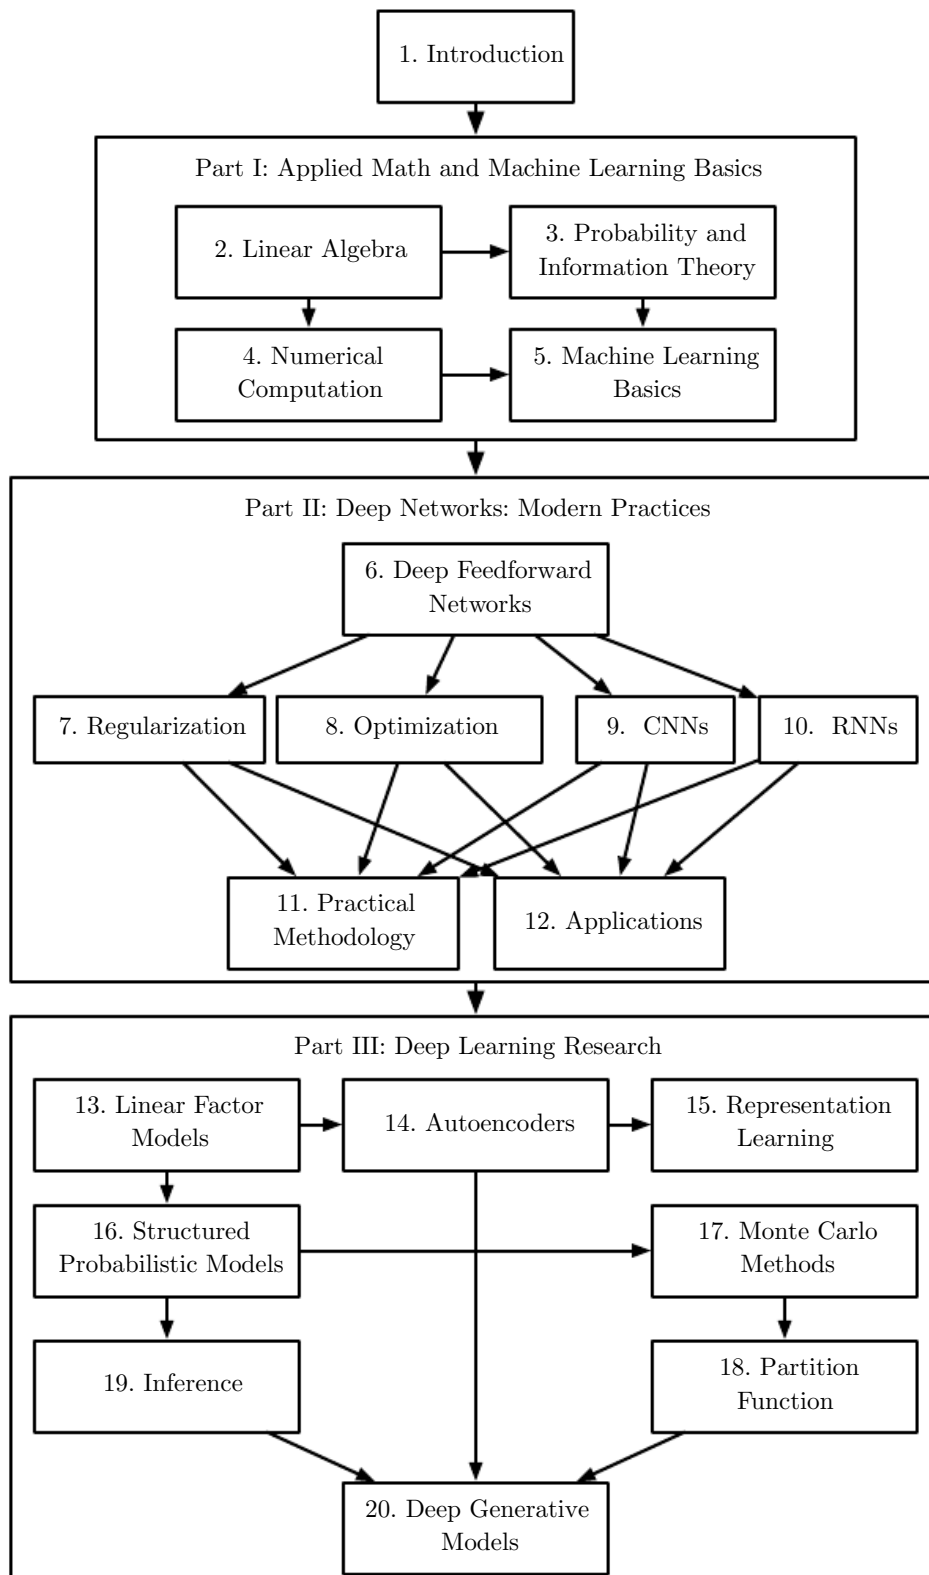 1. Introduction
Part I: Applied Math and Machine Learning Basics
2. Linear Algebra
3. Probability and
Information Theory
4. Numerical
Computation
5. Machine Learning
Basics
Part II: Deep Networks: Modern Practices
6. Deep Feedforward
Networks
7. Regularization
8. Optimization
9. CNNs
10. RNNs
11. Practical
Methodology
12. Applications
Part III: Deep Learning Research
13. Linear Factor
Models
14. Autoencoders
15. Representation
Learning
16. Structured
Probabilistic Models
17. Monte Carlo
Methods
19. Inference
18. Partition
Function
20. Deep Generative
Models